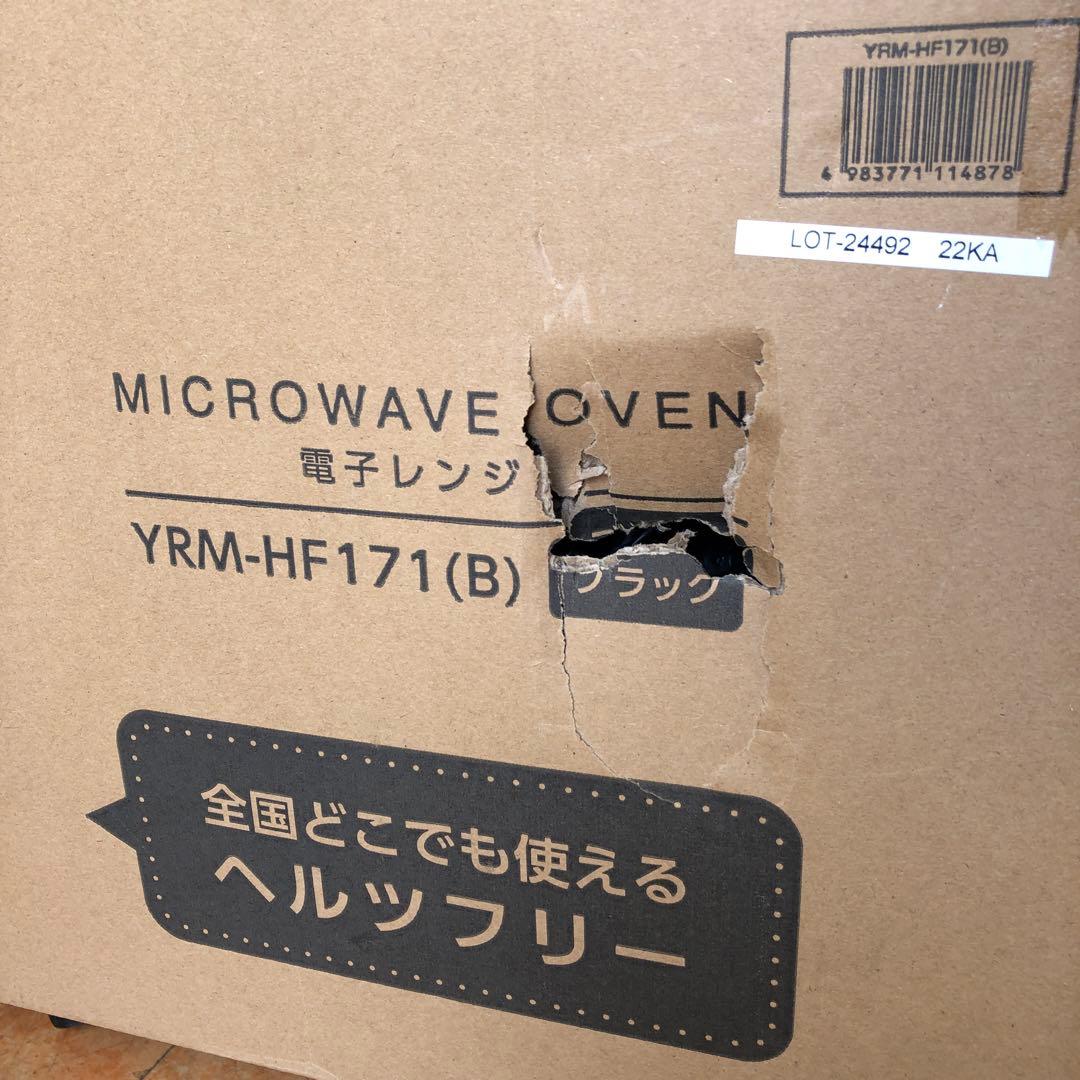 YRM-HF171(B)
4 983771 114878
LOT-24492 22KA
MICROWAVE OVEN
電子レンジ
YRM-HF171(B) ブラック
全国どこでも使える
ヘルツフリー